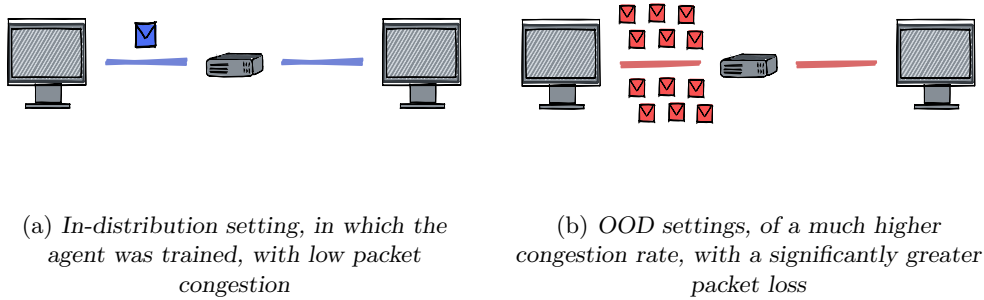 (a) In-distribution setting, in which the
agent was trained, with low packet
congestion
(b) OOD settings, of a much higher
congestion rate, with a significantly greater
packet loss